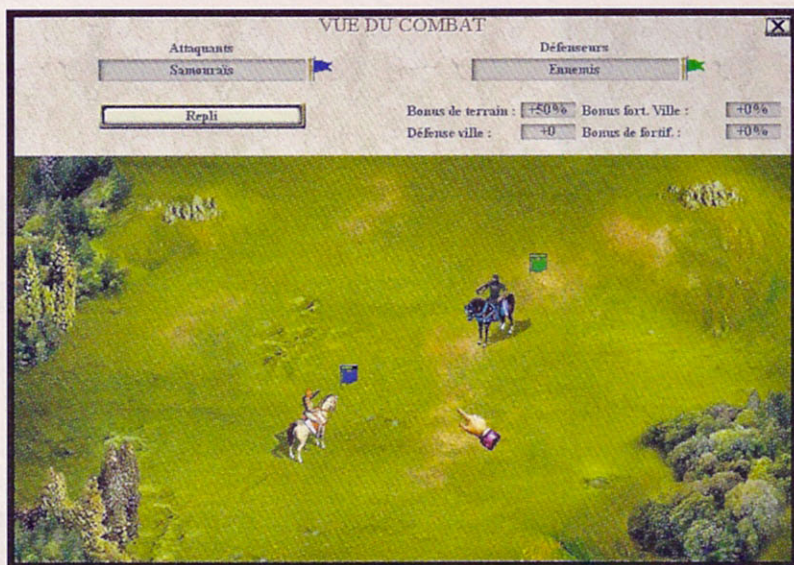 VUE DU COMBAT
Attaquants
Défenseurs
Samouraïs
Ennemis
Repli
Bonus de terrain : +50% Bonus fort. Ville : +0%
Défense ville : +0 Bonus de fortif. : +0%